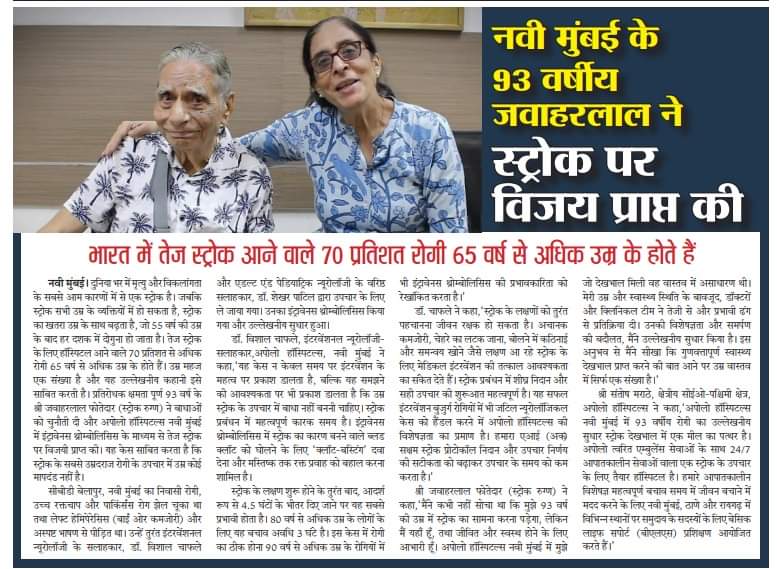 नवी मुंबई के
93 वर्षीय
जवाहरलाल ने
स्ट्रोक पर
विजय प्राप्त की
भारत में तेज स्ट्रोक आने वाले 70 प्रतिशत रोगी 65 वर्ष से अधिक उम्र के होते हैं
नवी मुंबई। दुनिया भर में मृत्यु और विकलांगता
के सबसे आम कारणों में से एक स्ट्रोक है। जबकि
स्ट्रोक सभी उम्र के व्यक्तियों में हो सकता है, स्ट्रोक
का खतरा उम्र के साथ बढ़ता है, जो 55 वर्ष की उम्र
के बाद हर दशक में दोगुना हो जाता है। तेज स्ट्रोक
के लिए हॉस्पिटल आने वाले 70 प्रतिशत से अधिक
रोगी 65 वर्ष से अधिक उम्र के होते हैं। उम्र महज
एक संख्या है और यह उल्लेखनीय कहानी इसे
साबित करती है। प्रतिरोधक क्षमता पूर्ण 93 वर्ष के
श्री जवाहरलाल फोतेदार (स्ट्रोक रुग्ण) ने बाधाओं
को चुनौती दी और अपोलो हॉस्पिटल्स नवी मुंबई
में इंट्रावेनस थ्रोम्बोलिसिस के माध्यम से तेज स्ट्रोक
पर विजयी प्राप्त की। यह केस साबित करता है कि
स्ट्रोक के सबसे उम्रदराज रोगी के उपचार में उम्र कोई
मापदंड नहीं है।
सीबीडी बेलापुर, नवी मुंबई का निवासी रोगी,
उच्च रक्तचाप और पार्किंसंस रोग झेल चूका था
तथा लेफ्ट हेमिपेरेसिस (बाईं ओर कमजोरी) और
अस्पष्ट भाषण से पीड़ित था। उन्हें तुरंत इंटरवेंशनल
न्यूरोलॉजी के सलाहकार, डॉ. विशाल चाफले
और एडल्ट एंड पेडियाट्रिक न्यूरोलॉजी के वरिष्ठ
सलाहकार, डॉ. शेखर पाटिल द्वारा उपचार के लिए
ले जाया गया। उनका इंट्रावेनस थ्रोम्बोलिसिस किया
गया और उल्लेखनीय सुधार हुआ।
डॉ. विशाल चाफले, इंटरवेंशनल न्यूरोलॉजी-
सलाहकार,अपोलो हॉस्पिटल्स, नवी मुंबई ने
कहा,'यह केस न केवल समय पर इंटरवेंशन के
महत्व पर प्रकाश डालता है, बल्कि यह समझने
की आवश्यकता पर भी प्रकाश डालता है कि उम्र
स्ट्रोक के उपचार में बाधा नहीं बननी चाहिए। स्ट्रोक
प्रबंधन में महत्वपूर्ण कारक समय है। इंट्रावेनस
थ्रोम्बोलिसिस में स्ट्रोक का कारण बनने वाले ब्लड
क्लॉट को घोलने के लिए 'क्लॉट-बस्टिंग' दवा
देना और मस्तिष्क तक रक्त प्रवाह को बहाल करना
शामिल है।
स्ट्रोक के लक्षण शुरू होने के तुरंत बाद, आदर्श
रूप से 4.5 घंटों के भीतर दिए जाने पर यह सबसे
प्रभावी होता है। 80 वर्ष से अधिक उम्र के लोगों के
लिए यह बचाव अवधि 3 घंटे है। इस केस में रोगी
का ठीक होना 90 वर्ष से अधिक उम्र के रोगियों में
भी इंट्रावेनस थ्रोम्बोलिसिस की प्रभावकारिता को
रेखांकित करता है।'
डॉ. चाफले ने कहा,'स्ट्रोक के लक्षणों को तुरंत
पहचानना जीवन रक्षक हो सकता है। अचानक
कमजोरी, चेहरे का लटक जाना, बोलने में कठिनाई
और समन्वय खोने जैसे लक्षण आ रहे स्ट्रोक के
लिए मेडिकल इंटरवेंशन की तत्काल आवश्यकता
का संकेत देते हैं। स्ट्रोक प्रबंधन में शीघ्र निदान और
सही उपचार की शुरूआत महत्वपूर्ण है। यह सफल
इंटरवेंशन बुजुर्ग रोगियों में भी जटिल न्यूरोलॉजिकल
केस को हैंडल करने में अपोलो हॉस्पिटल्स की
विशेषज्ञता का प्रमाण है। हमारा एआई (अक)
सक्षम स्ट्रोक प्रोटोकॉल निदान और उपचार निर्णय
की सटीकता को बढ़ाकर उपचार के समय को कम
करता है।'
श्री जवाहरलाल फोतेदार (स्ट्रोक रुग्ण ) ने
कहा,'मैंने कभी नहीं सोचा था कि मुझे 93 वर्ष
की उम्र में स्ट्रोक का सामना करना पड़ेगा, लेकिन
मैं यहाँ हूँ, तथा जीवित और स्वस्थ होने के लिए
आभारी हूँ। अपोलो हॉस्पिटल्स नवी मुंबई में मुझे
जो देखभाल मिली वह वास्तव में असाधारण थी।
मेरी उम्र और स्वास्थ्य स्थिति के बावजूद, डॉक्टरों
और क्लिनिकल टीम ने तेजी से और प्रभावी ढंग
से प्रतिक्रिया दी। उनकी विशेषज्ञता और समर्पण
की बदौलत, मैंने उल्लेखनीय सुधार किया है। इस
अनुभव से मैंने सीखा कि गुणवत्तापूर्ण स्वास्थ्य
देखभाल प्राप्त करने की बात आने पर उम्र वास्तव
में सिर्फ एक संख्या है।'
श्री संतोष मराठे, क्षेत्रीय सीईओ-पश्चिमी क्षेत्र,
अपोलो हॉस्पिटल्स ने कहा,'अपोलो हॉस्पिटल्स
नवी मुंबई में 93 वर्षीय रोगी का उल्लेखनीय
सुधार स्ट्रोक देखभाल में एक मील का पत्थर है।
अपोलो त्वरित एम्बुलेंस सेवाओं के साथ 24/7
आपातकालीन सेवाओं वाला एक स्ट्रोक के उपचार
के लिए तैयार हॉस्पिटल है। हमारे आपातकालीन
विशेषज्ञ महत्वपूर्ण बचाव समय में जीवन बचाने में
मदद करने के लिए नवी मुंबई, ठाणे और रायगढ़ में
विभिन्न स्थानों पर समुदाय के सदस्यों के लिए बेसिक
लाइफ सपोर्ट (बीएलएस) प्रशिक्षण आयोजित
करते हैं।'